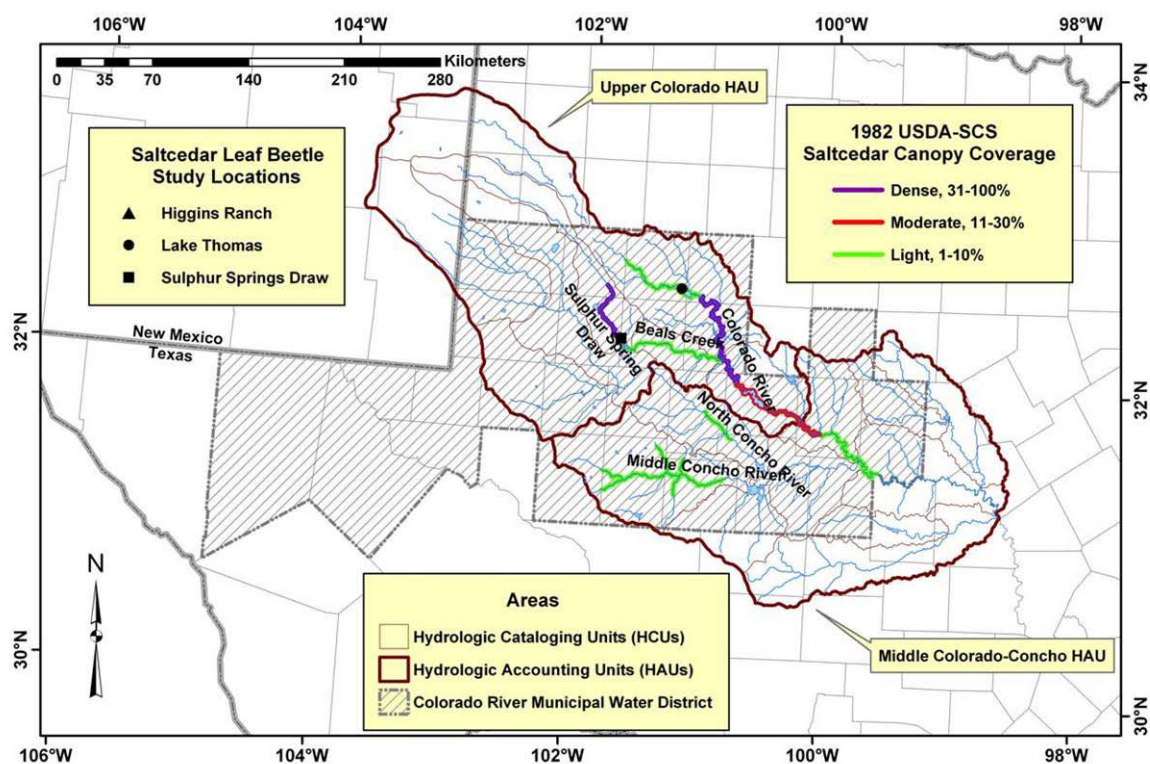 106°W
102°W
100°W
98°W
Kilometers
0 35 70 140 210 280
Upper Colorado HAU
34°N
34°N
Saltcedar Leaf Beetle
Study Locations
Higgins Ranch
Lake Thomas
Sulphur Springs Draw
1982 USDA-SCS
Saltcedar Canopy Coverage
Dense, 31-100%
Moderate, 11-30%
Light, 1-10%
32°N
New Mexico
Texas
Sulphur Spring
Draw
Beals Creek
Colorado River
32°N
North Concho River
Middle Concho River
N
Areas
Hydrologic Cataloging Units (HCUs)
Hydrologic Accounting Units (HAUs)
Colorado River Municipal Water District
30°N
Middle Colorado-Concho HAU
30°N
106°W
104°W
102°W
100°W
98°W